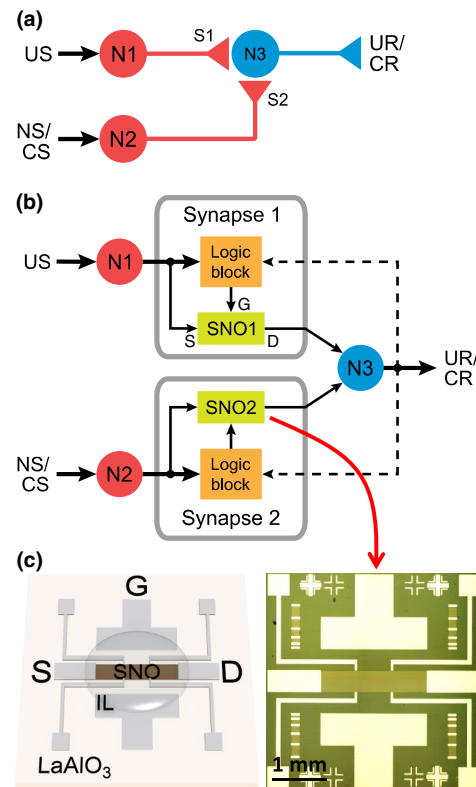 (a)
US N1 S1 N3 UR/
CR
S2
NS/
CS N2
(b)
Synapse 1
US N1 Logic
block
G
S SNO1 D
N3 UR/
CR
SNO2
NS/
CS N2 Logic
block
Synapse 2
(c)
G
S SNO D
IL
LaAlO3
1 mm